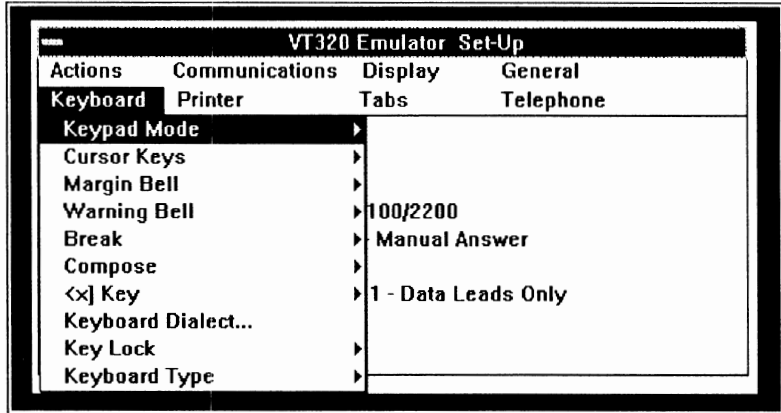 VT320 Emulator Set-Up
Actions Communications Display General
Keyboard Printer Tabs Telephone
Keypad Mode
Cursor Keys
Margin Bell
Warning Bell 100/2200
Break - Manual Answer
Compose
<x] Key 1 - Data Leads Only
Keyboard Dialect...
Key Lock
Keyboard Type